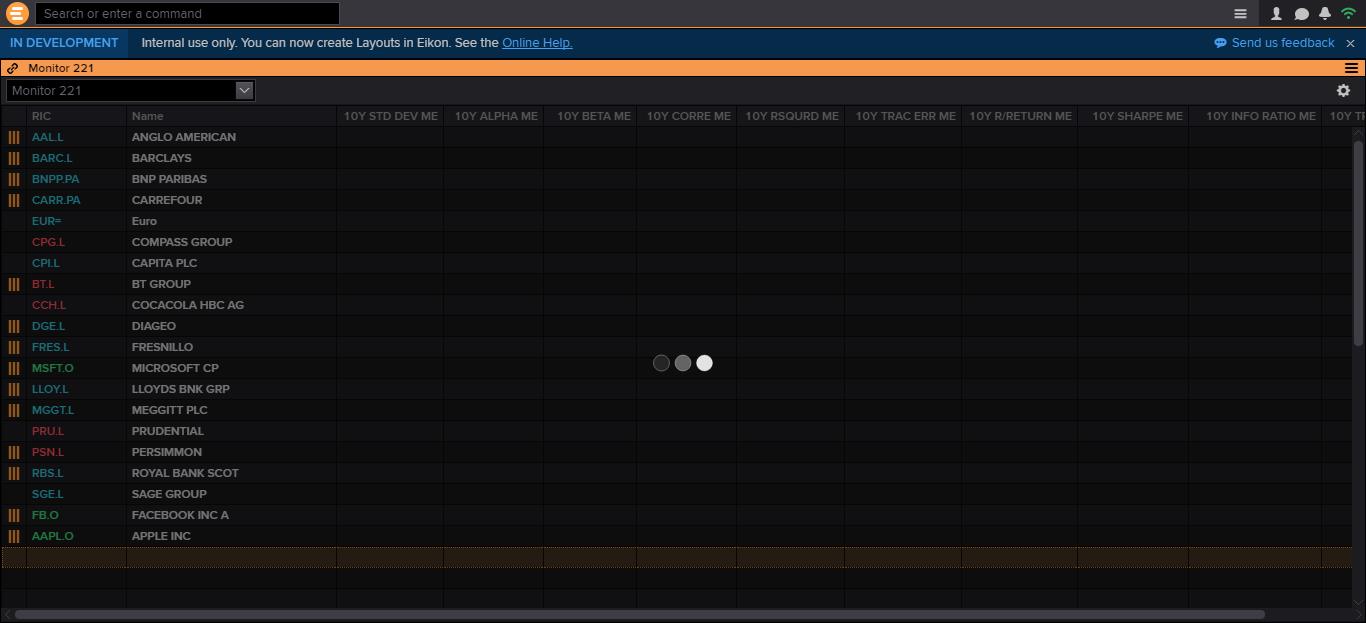 Search or enter a command
IN DEVELOPMENT Internal use only. You can now create Layouts in Eikon. See the Online Help. Send us feedback
Monitor 221
Monitor 221
RIC Name 10Y STD DEV ME 10Y ALPHA ME 10Y BETA ME 10Y CORRE ME 10Y RSQURD ME 10Y TRAC ERR ME 10Y R/RETURN ME 10Y SHARPE ME 10Y INFO RATIO ME 10Y
AAL.L ANGLO AMERICAN
BARC.L BARCLAYS
BNPP.PA BNP PARIBAS
CARR.PA CARREFOUR
EUR= Euro
CPG.L COMPASS GROUP
CPI.L CAPITA PLC
BT.L BT GROUP
CCH.L COCACOLA HBC AG
DGE.L DIAGEO
FRES.L FRESNILLO
MSFT.O MICROSOFT CP
LLOY.L LLOYDS BNK GRP
MGGT.L MEGGITT PLC
PRU.L PRUDENTIAL
PSN.L PERSIMMON
RBS.L ROYAL BANK SCOT
SGE.L SAGE GROUP
FB.O FACEBOOK INC A
AAPL.O APPLE INC